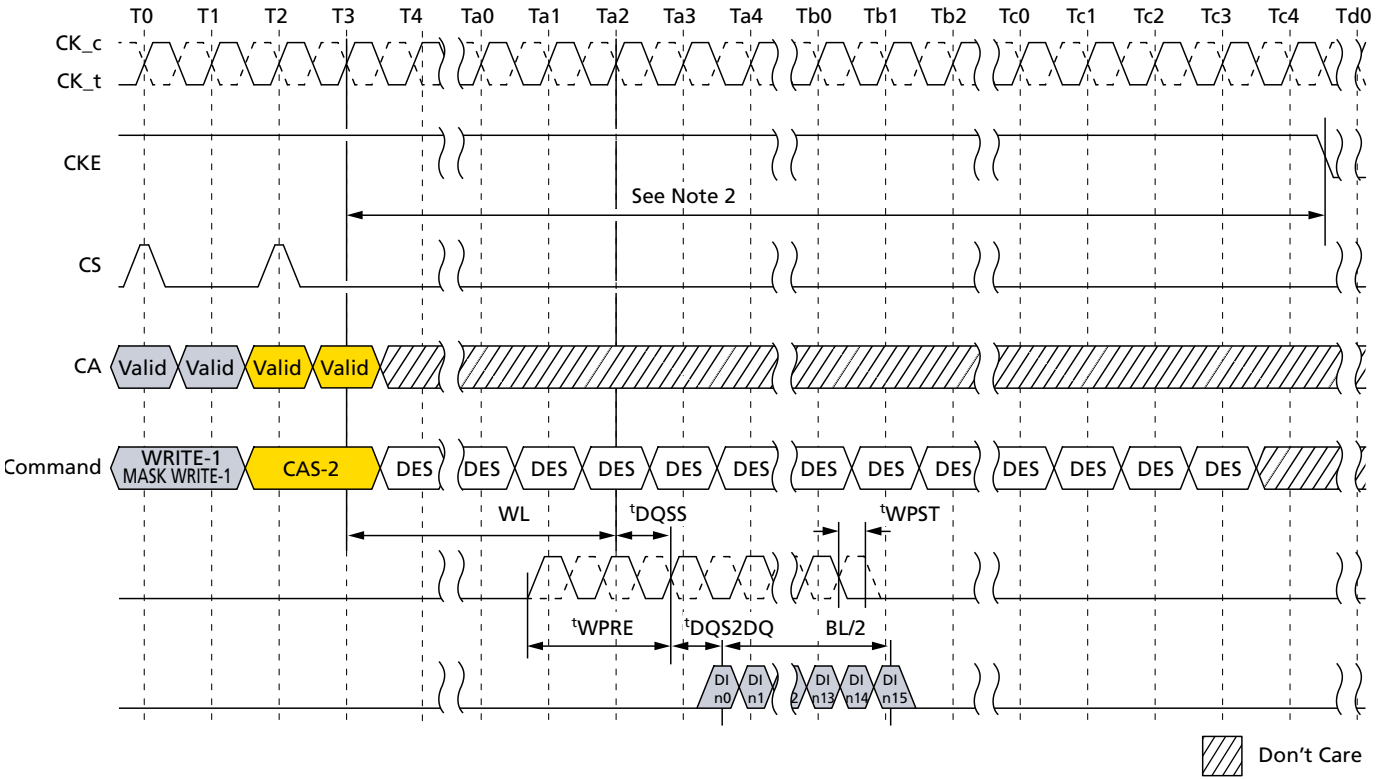 T0 T1 T2 T3 T4 Ta0 Ta1 Ta2 Ta3 Ta4 Tb0 Tb1 Tb2 Tc0 Tc1 Tc2 Tc3 Tc4 Td0
CK_c
CK_t
CKE
See Note 2
CS
CA Valid Valid Valid Valid
WRITE-1
Command CAS-2 DES DES DES DES DES DES DES DES DES DES DES DES DES
MASK WRITE-1
WL tDQSS tWPST
tWPRE tDQS2DQ BL/2
DI DI DI DI DI
n0 n1 2 n13 n14 n15
Don't Care